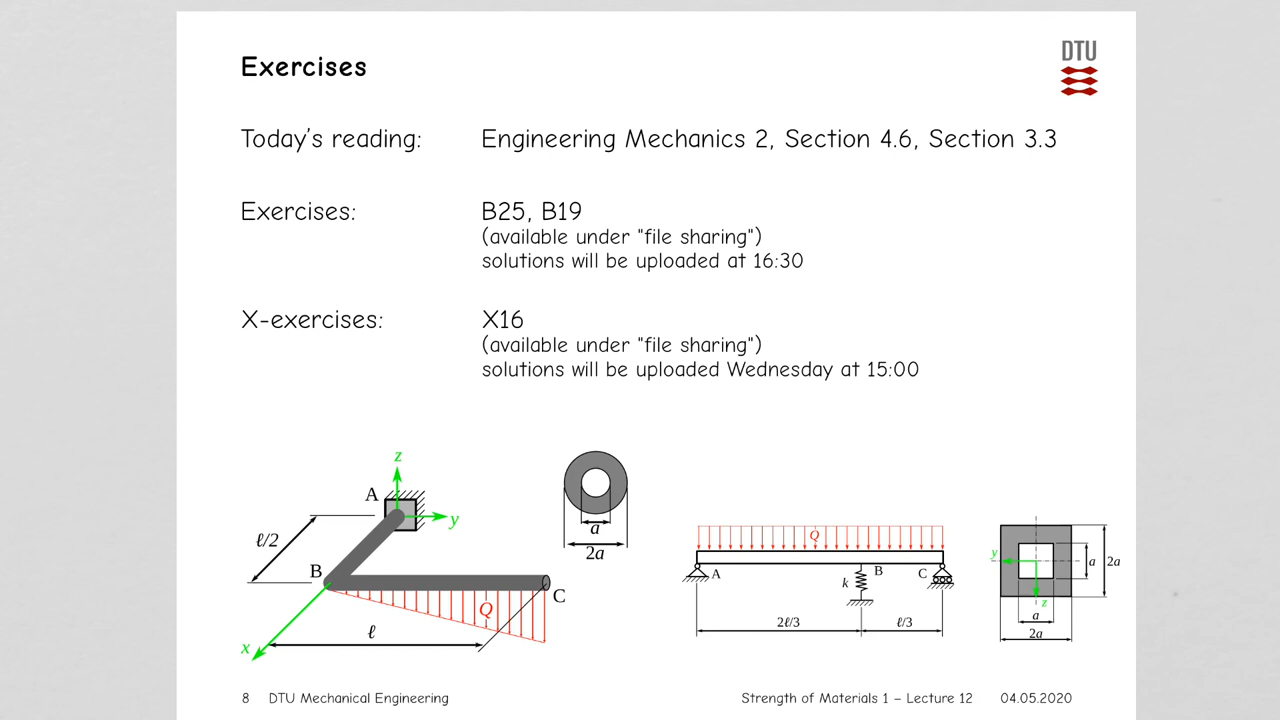 Exercises
DTU
Today's reading: Engineering Mechanics 2, Section 4.6, Section 3.3
Exercises: B25, B19
(available under "file sharing")
solutions will be uploaded at 16:30
X-exercises: X16
(available under "file sharing")
solutions will be uploaded Wednesday at 15:00
z
A
y
ℓ/2
B
Q
C
ℓ
x
a
2a
Q
A
k
B
C
2ℓ/3
ℓ/3
y
z
a
2a
a
2a
8 DTU Mechanical Engineering
Strength of Materials 1 – Lecture 12 04.05.2020